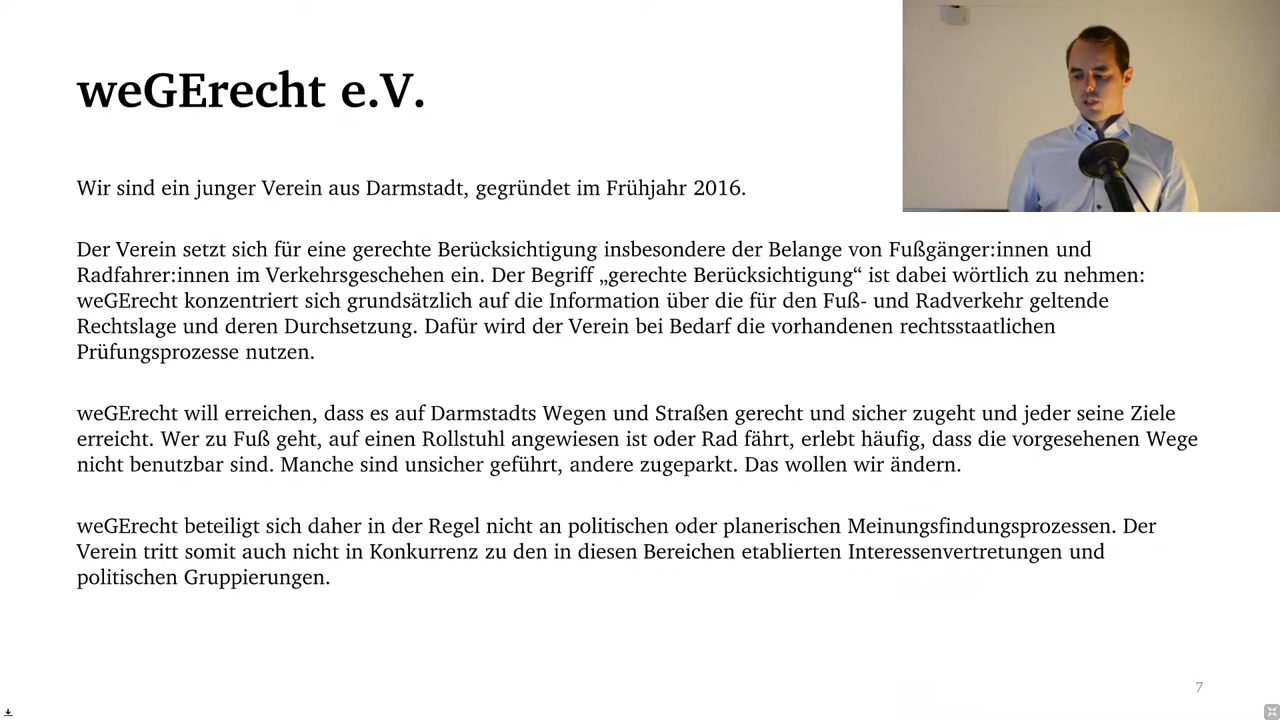 weGErecht e.V.
Wir sind ein junger Verein aus Darmstadt, gegründet im Frühjahr 2016.
Der Verein setzt sich für eine gerechte Berücksichtigung insbesondere der Belange von Fußgänger:innen und
Radfahrer:innen im Verkehrsgeschehen ein. Der Begriff „gerechte Berücksichtigung“ ist dabei wörtlich zu nehmen:
weGErecht konzentriert sich grundsätzlich auf die Information über die für den Fuß- und Radverkehr geltende
Rechtslage und deren Durchsetzung. Dafür wird der Verein bei Bedarf die vorhandenen rechtsstaatlichen
Prüfungsprozesse nutzen.
weGErecht will erreichen, dass es auf Darmstadts Wegen und Straßen gerecht und sicher zugeht und jeder seine Ziele
erreicht. Wer zu Fuß geht, auf einen Rollstuhl angewiesen ist oder Rad fährt, erlebt häufig, dass die vorgesehenen Wege
nicht benutzbar sind. Manche sind unsicher geführt, andere zugeparkt. Das wollen wir ändern.
weGErecht beteiligt sich daher in der Regel nicht an politischen oder planerischen Meinungsfindungsprozessen. Der
Verein tritt somit auch nicht in Konkurrenz zu den in diesen Bereichen etablierten Interessenvertretungen und
politischen Gruppierungen.
7